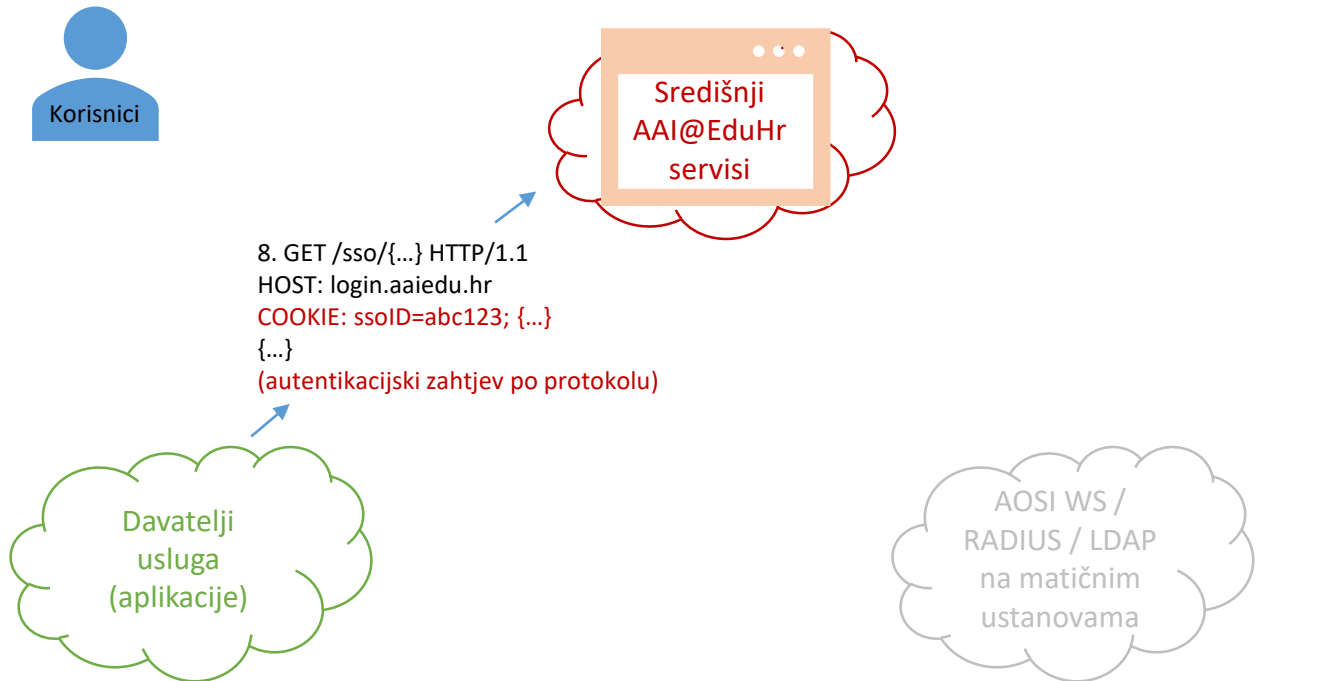 Korisnici
Središnji
AAI@EduHr
servisi
8. GET /sso/{…} HTTP/1.1
HOST: login.aaiedu.hr
COOKIE: ssoID=abc123; {…}
{…}
(autentikacijski zahtjev po protokolu)
Davatelji
usluga
(aplikacije)
AOSI WS /
RADIUS / LDAP
na matičnim
ustanovama